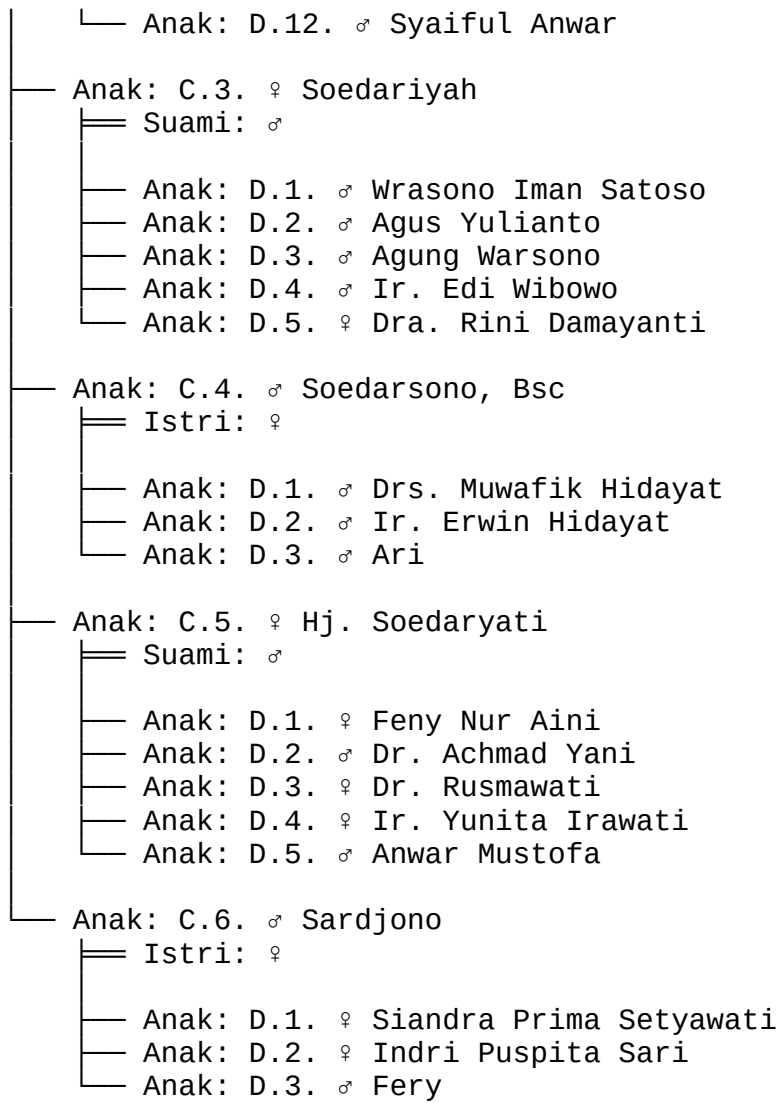 │   └── Anak: D.12. ♂ Syaiful Anwar
│
├── Anak: C.3. ♀ Soedariyah
│   ╞══ Suami: ♂
│   │
│   ├── Anak: D.1. ♂ Wrasono Iman Satoso
│   ├── Anak: D.2. ♂ Agus Yulianto
│   ├── Anak: D.3. ♂ Agung Warsono
│   ├── Anak: D.4. ♂ Ir. Edi Wibowo
│   └── Anak: D.5. ♀ Dra. Rini Damayanti
│
├── Anak: C.4. ♂ Soedarsono, Bsc
│   ╞══ Istri: ♀
│   │
│   ├── Anak: D.1. ♂ Drs. Muwafik Hidayat
│   ├── Anak: D.2. ♂ Ir. Erwin Hidayat
│   └── Anak: D.3. ♂ Ari
│
├── Anak: C.5. ♀ Hj. Soedaryati
│   ╞══ Suami: ♂
│   │
│   ├── Anak: D.1. ♀ Feny Nur Aini
│   ├── Anak: D.2. ♂ Dr. Achmad Yani
│   ├── Anak: D.3. ♀ Dr. Rusmawati
│   ├── Anak: D.4. ♀ Ir. Yunita Irawati
│   └── Anak: D.5. ♂ Anwar Mustofa
│
└── Anak: C.6. ♂ Sardjono
    ╞══ Istri: ♀
    │
    ├── Anak: D.1. ♀ Siandra Prima Setyawati
    ├── Anak: D.2. ♀ Indri Puspita Sari
    └── Anak: D.3. ♂ Fery